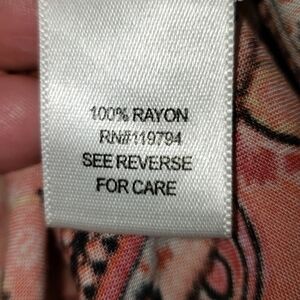 100% RAYON
RN#119794
SEE REVERSE
FOR CARE